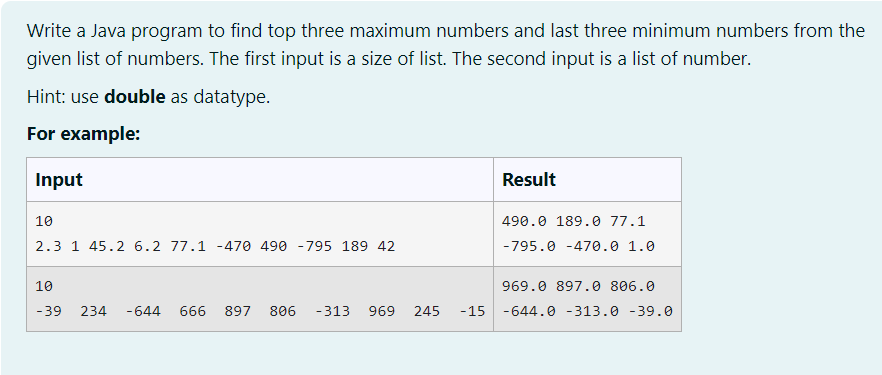 Write a Java program to find top three maximum numbers and last three minimum numbers from the
given list of numbers. The first input is a size of list. The second input is a list of number.
Hint: use double as datatype.
For example:
Input Result
10 490.0 189.0 77.1
2.3 1 45.2 6.2 77.1 -470 490 -795 189 42 -795.0 -470.0 1.0
10 969.0 897.0 806.0
-39 234 -644 666 897 806 -313 969 245 -15 -644.0 -313.0 -39.0